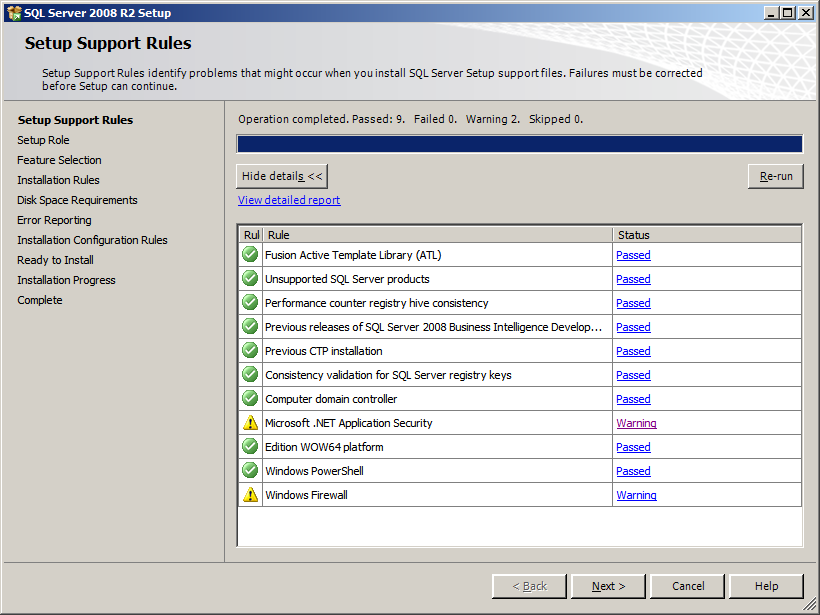 SQL Server 2008 R2 Setup
Setup Support Rules
Setup Support Rules identify problems that might occur when you install SQL Server Setup support files. Failures must be corrected
before Setup can continue.
Setup Support Rules
Setup Role
Feature Selection
Installation Rules
Disk Space Requirements
Error Reporting
Installation Configuration Rules
Ready to Install
Installation Progress
Complete
Operation completed. Passed: 9. Failed 0. Warning 2. Skipped 0.
Hide details << Re-run
View detailed report
Rul Rule Status
Fusion Active Template Library (ATL) Passed
Unsupported SQL Server products Passed
Performance counter registry hive consistency Passed
Previous releases of SQL Server 2008 Business Intelligence Develop... Passed
Previous CTP installation Passed
Consistency validation for SQL Server registry keys Passed
Computer domain controller Passed
Microsoft .NET Application Security Warning
Edition WOW64 platform Passed
Windows PowerShell Passed
Windows Firewall Warning
< Back Next > Cancel Help